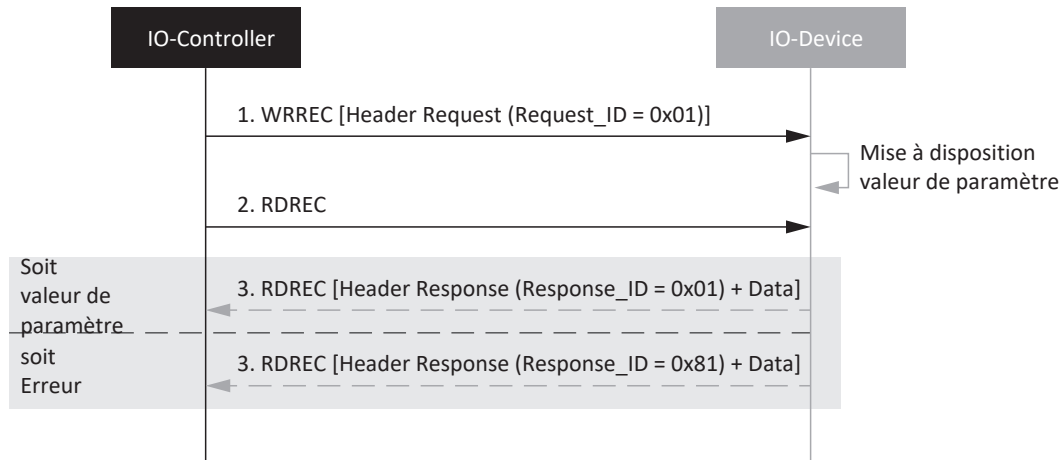 IO-Controller
IO-Device
1. WRREC [Header Request (Request_ID = 0x01)]
Mise à disposition
valeur de paramètre
2. RDREC
Soit
valeur de
paramètre
3. RDREC [Header Response (Response_ID = 0x01) + Data]
soit
Erreur
3. RDREC [Header Response (Response_ID = 0x81) + Data]